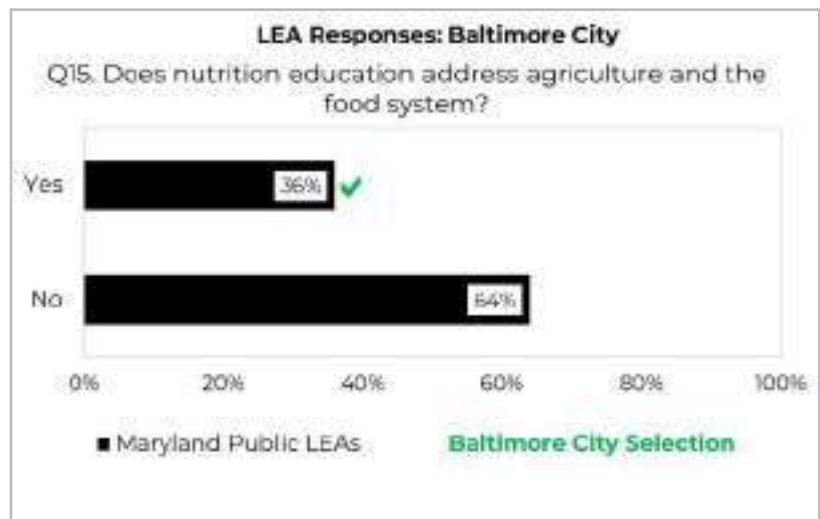 LEA Responses: Baltimore City
Q15. Does nutrition education address agriculture and the
food system?
Yes
36%
No
64%
0% 20% 40% 60% 80% 100%
Maryland Public LEAs Baltimore City Selection